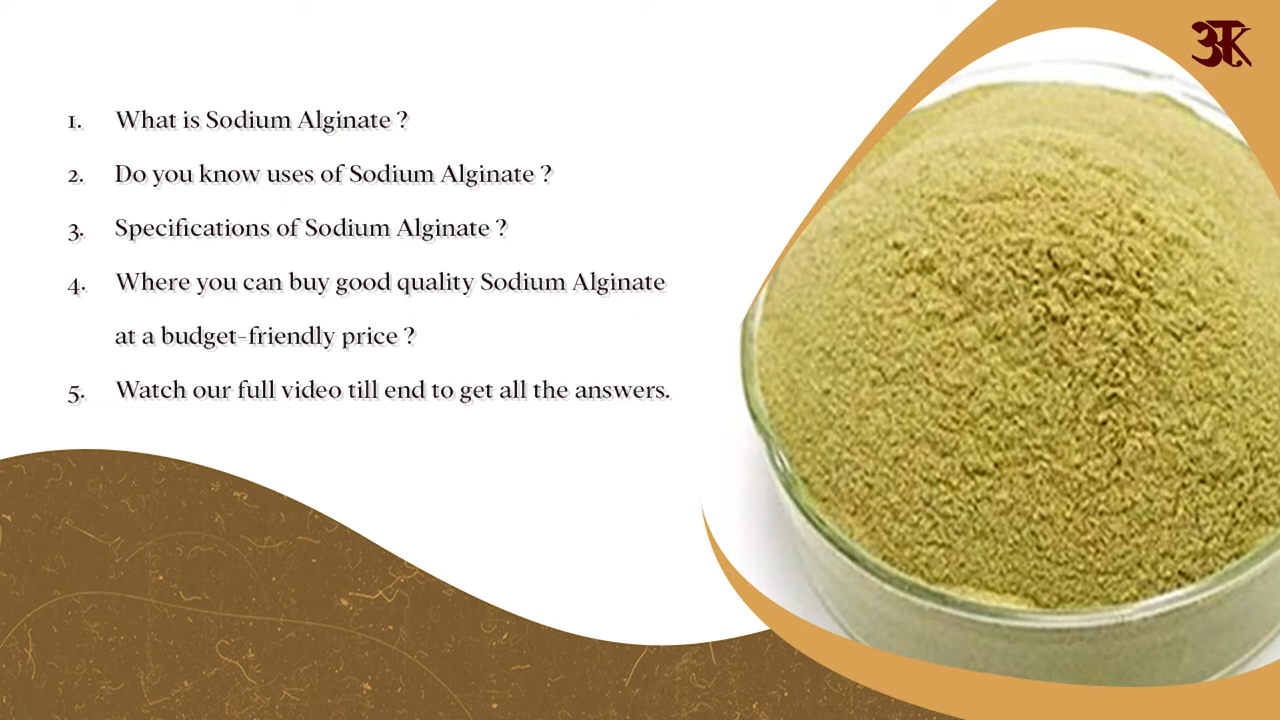 1. What is Sodium Alginate ?
2. Do you know uses of Sodium Alginate ?
3. Specifications of Sodium Alginate ?
4. Where you can buy good quality Sodium Alginate
at a budget-friendly price ?
5. Watch our full video till end to get all the answers.